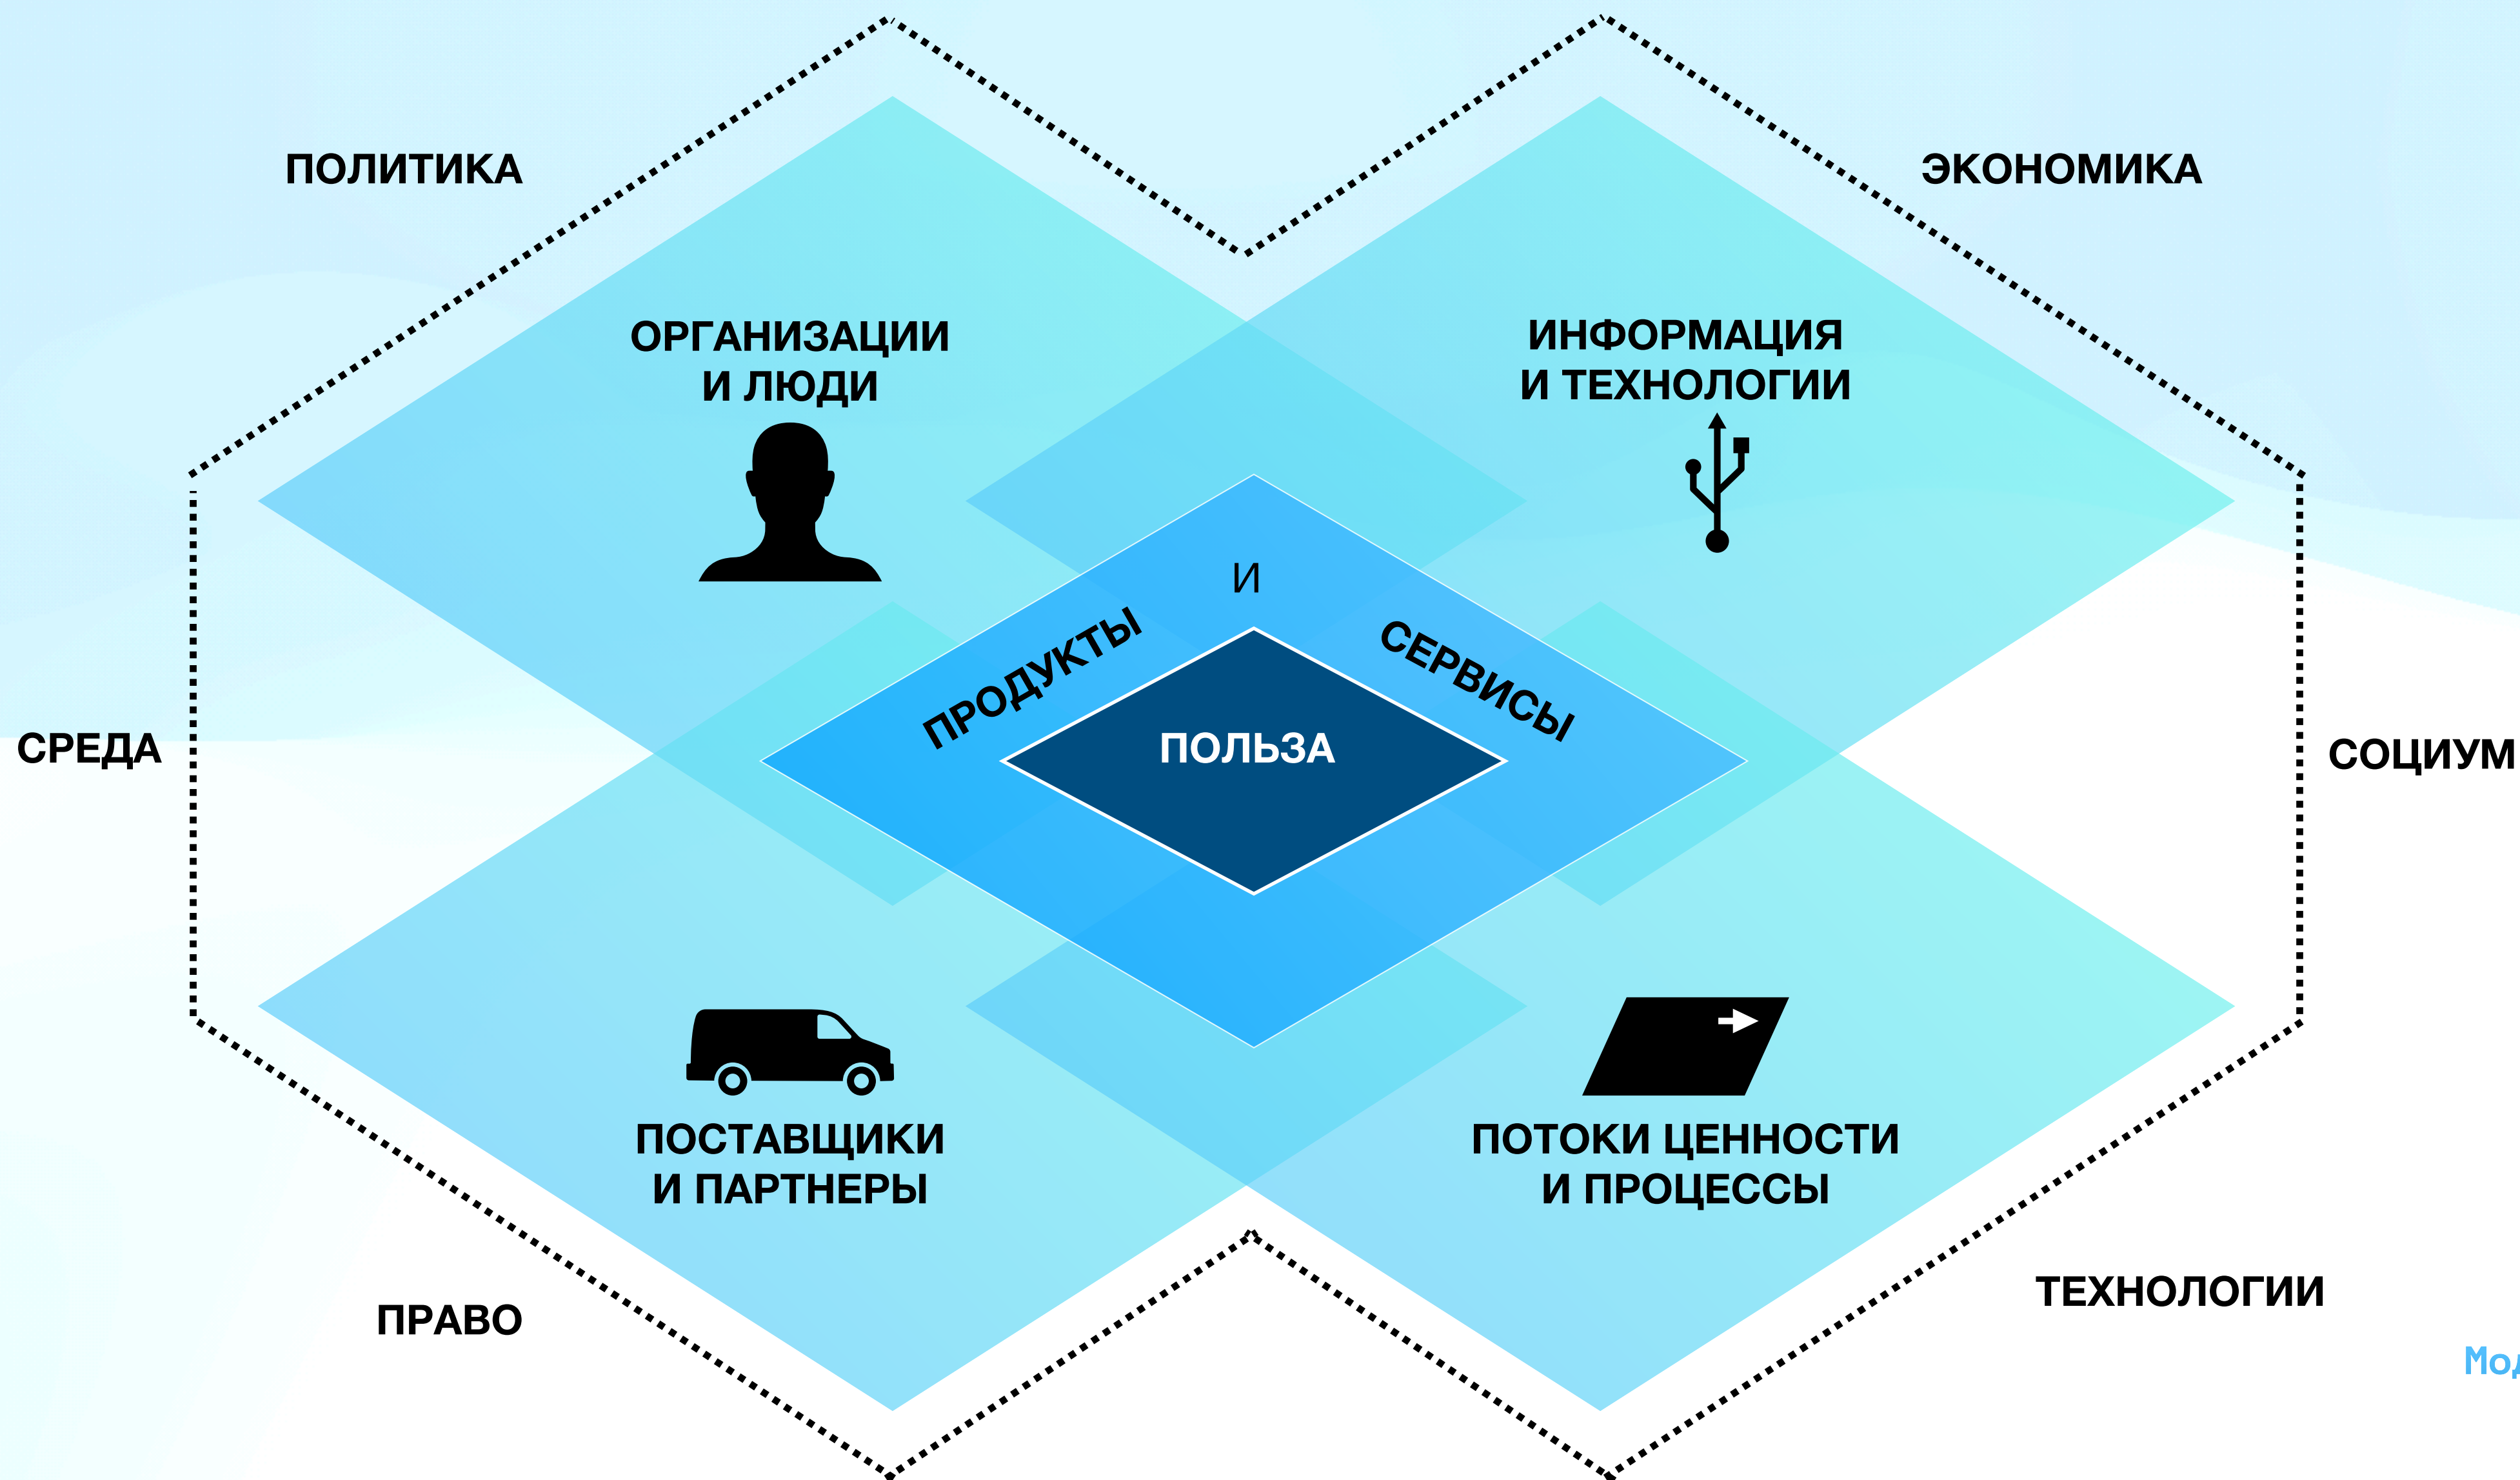 ПОЛИТИКА
ЭКОНОМИКА
ОРГАНИЗАЦИИ
И ЛЮДИ
ИНФОРМАЦИЯ
И ТЕХНОЛОГИИ
ПРОДУКТЫ
И
СЕРВИСЫ
СРЕДА
ПОЛЬЗА
СОЦИУМ
ПОСТАВЩИКИ
И ПАРТНЕРЫ
ПОТОКИ ЦЕННОСТИ
И ПРОЦЕССЫ
ПРАВО
ТЕХНОЛОГИИ